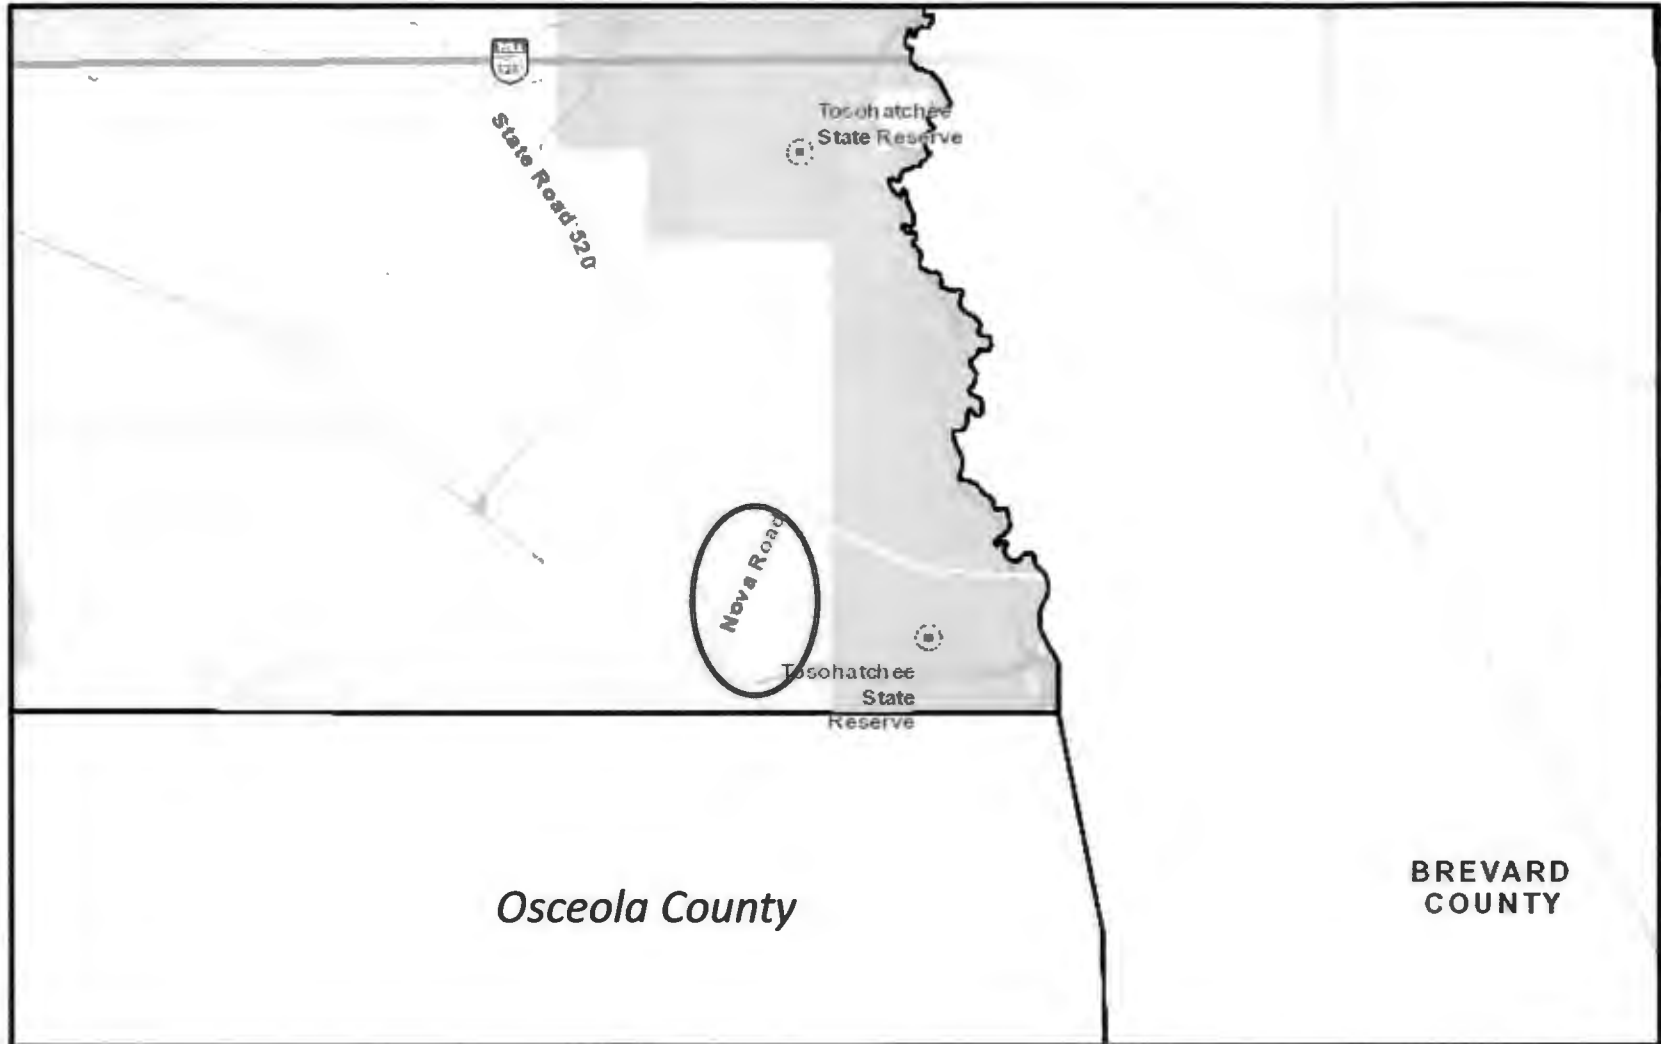 Tosohatchee
State Reserve
State Road 520
Nova Road
Tosohatchee
State
Reserve
Osceola County
BREVARD
COUNTY